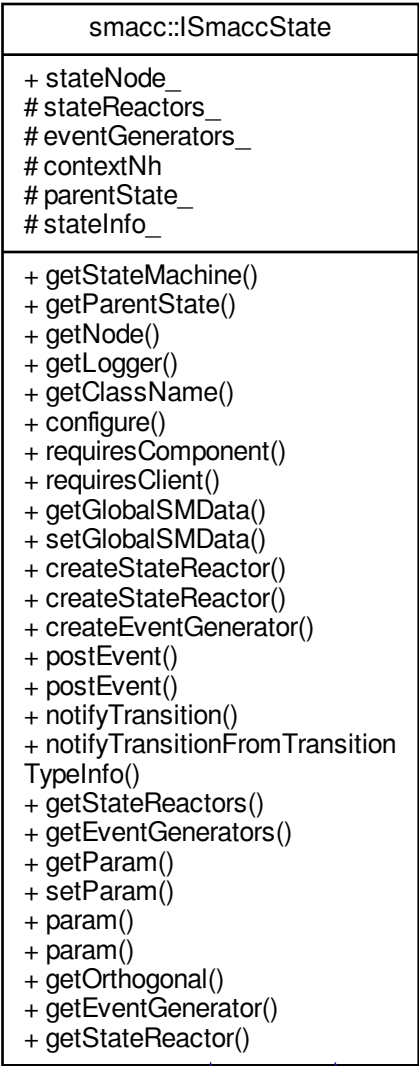 smacc::ISmaccState
+ stateNode_
# stateReactors_
# eventGenerators_
# contextNh
# parentState_
# stateInfo_
+ getStateMachine()
+ getParentState()
+ getNode()
+ getLogger()
+ getClassName()
+ configure()
+ requiresComponent()
+ requiresClient()
+ getGlobalSMData()
+ setGlobalSMData()
+ createStateReactor()
+ createStateReactor()
+ createEventGenerator()
+ postEvent()
+ postEvent()
+ notifyTransition()
+ notifyTransitionFromTransition
TypeInfo()
+ getStateReactors()
+ getEventGenerators()
+ getParam()
+ setParam()
+ param()
+ param()
+ getOrthogonal()
+ getEventGenerator()
+ getStateReactor()